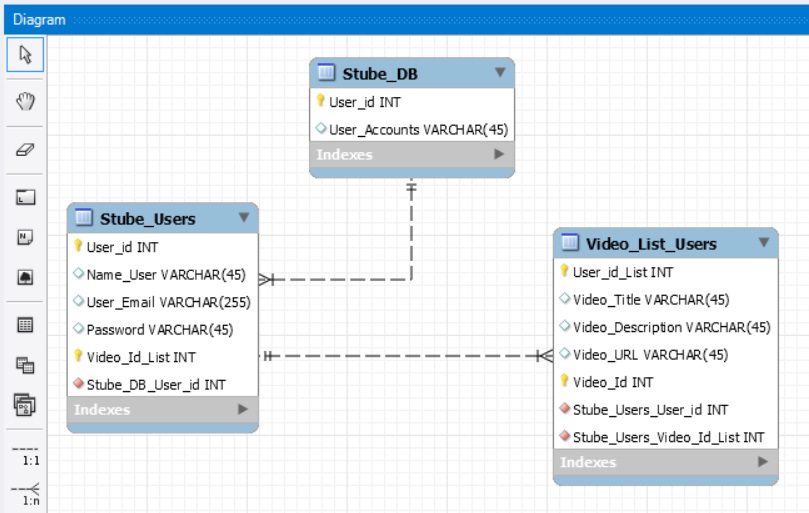 Diagram
Stube_DB
User_id INT
User_Accounts VARCHAR(45)
Indexes
Stube_Users
User_id INT
Name_User VARCHAR(45)
User_Email VARCHAR(255)
Password VARCHAR(45)
Video_Id_List INT
Stube_DB_User_id INT
Indexes
Video_List_Users
User_id_List INT
Video_Title VARCHAR(45)
Video_Description VARCHAR(45)
Video_URL VARCHAR(45)
Video_Id INT
Stube_Users_User_id INT
Stube_Users_Video_Id_List INT
Indexes
1:1
1:n